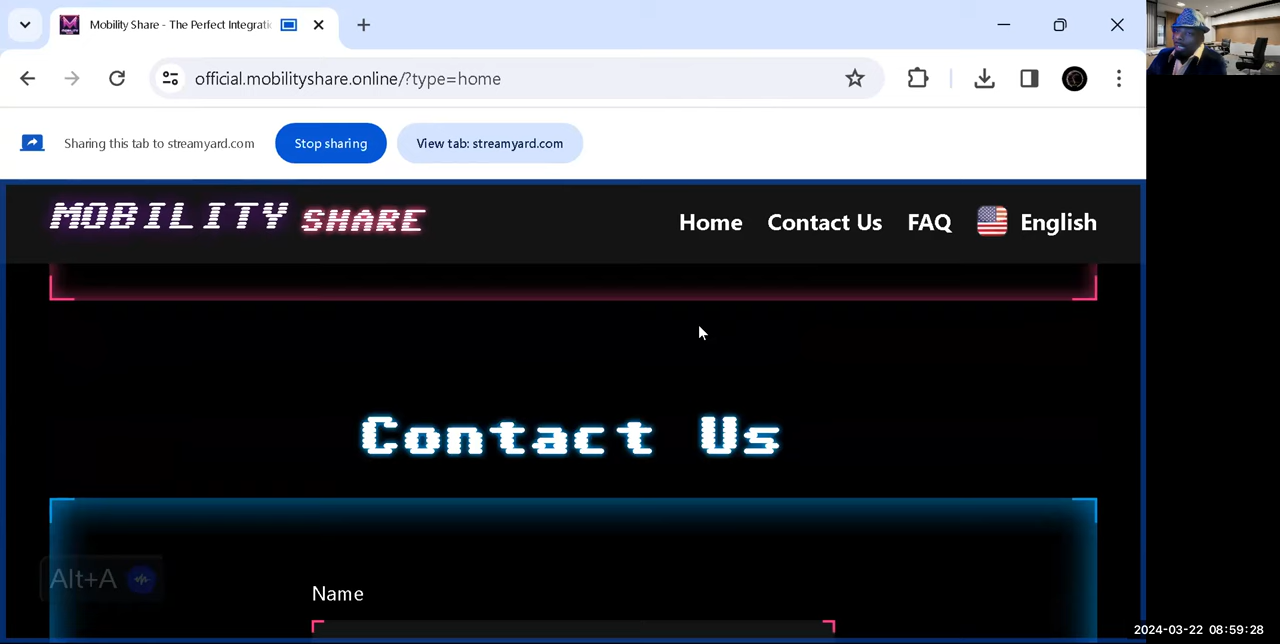 Mobility Share - The Perfect Integrati
official.mobilityshare.online/?type=home
Sharing this tab to streamyard.com
Stop sharing
View tab: streamyard.com
MOBILITY SHARE
Home
Contact Us
FAQ
English
Contact Us
Alt+A
Name
2024-03-22 08:59:28